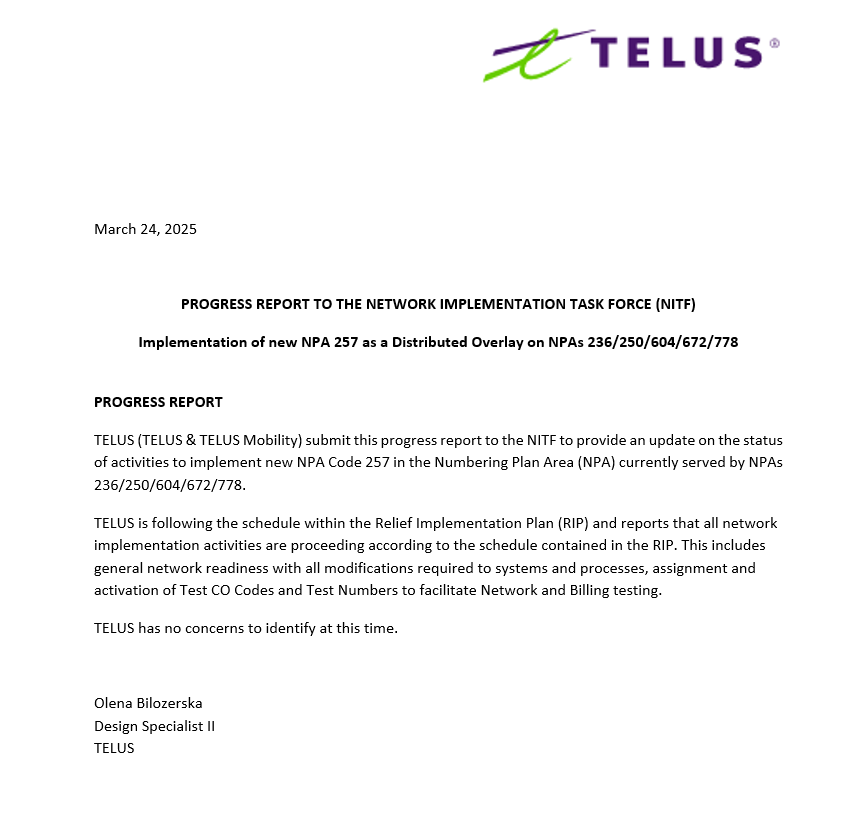 TELUS®
March 24, 2025
PROGRESS REPORT TO THE NETWORK IMPLEMENTATION TASK FORCE (NITF)
Implementation of new NPA 257 as a Distributed Overlay on NPAs 236/250/604/672/778
PROGRESS REPORT
TELUS (TELUS & TELUS Mobility) submit this progress report to the NITF to provide an update on the status
of activities to implement new NPA Code 257 in the Numbering Plan Area (NPA) currently served by NPAs
236/250/604/672/778.
TELUS is following the schedule within the Relief Implementation Plan (RIP) and reports that all network
implementation activities are proceeding according to the schedule contained in the RIP. This includes
general network readiness with all modifications required to systems and processes, assignment and
activation of Test CO Codes and Test Numbers to facilitate Network and Billing testing.
TELUS has no concerns to identify at this time.
Olena Bilozerska
Design Specialist II
TELUS